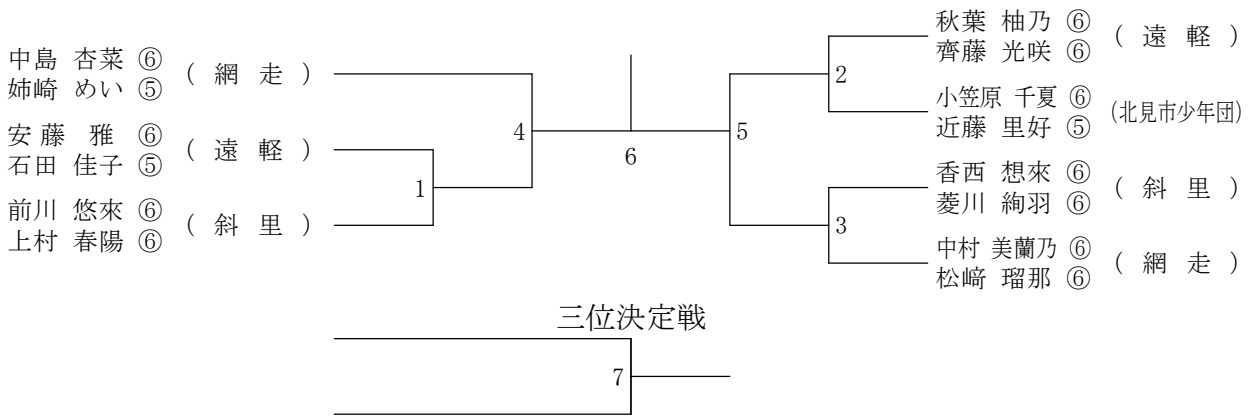 中島 杏菜 ⑥
姉崎 めい ⑤
( 網 走 )
安 藤 雅 ⑥
石田 佳子 ⑤
( 遠 軽 )
前川 悠來 ⑥
上村 春陽 ⑥
( 斜 里 )
1
4
6
5
2
3
秋葉 柚乃 ⑥
齊藤 光咲 ⑥
( 遠 軽 )
小笠原 千夏 ⑥
近藤 里好 ⑤
(北見市少年団)
香西 想來 ⑥
菱川 絢羽 ⑥
( 斜 里 )
中村 美蘭乃 ⑥
松﨑 瑠那 ⑥
( 網 走 )
三位決定戦
7